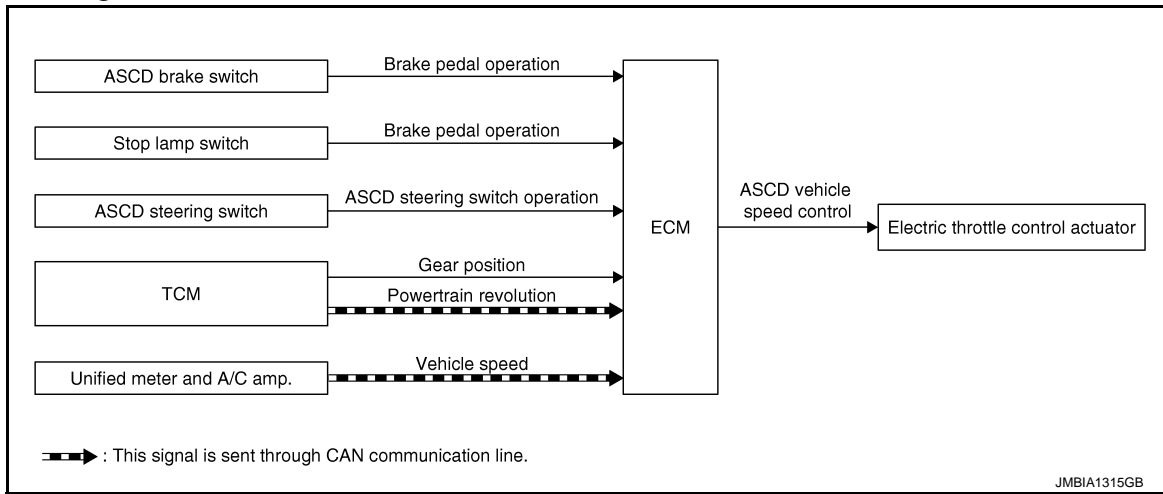 ASCD brake switch
Brake pedal operation
Stop lamp switch
Brake pedal operation
ASCD steering switch
ASCD steering switch operation
TCM
Gear position
Powertrain revolution
Unified meter and A/C amp.
Vehicle speed
ECM
ASCD vehicle
speed control
Electric throttle control actuator
: This signal is sent through CAN communication line.
JMBIA1315GB